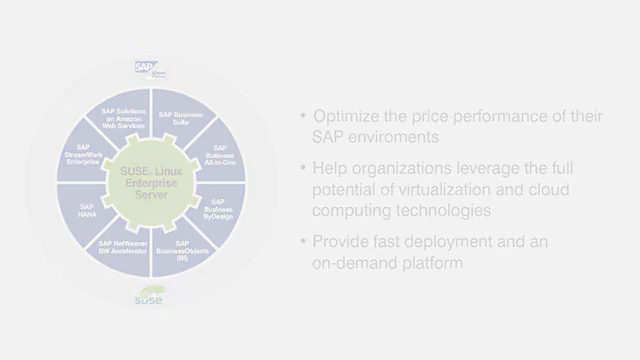 SAP
SAP Solutions
on Amazon
Web Services
SAP Business
Suite
SAP
StreamWork
Enterprise
SAP
Business
All-in-One
SUSE® Linux
Enterprise
Server
SAP
HANA
SAP
Business
ByDesign
SAP NetWeaver
BW Accelerator
SAP
BusinessObjects
(BI)
SUSE
• Optimize the price performance of their
SAP enviroments
• Help organizations leverage the full
potential of virtualization and cloud
computing technologies
• Provide fast deployment and an
on-demand platform